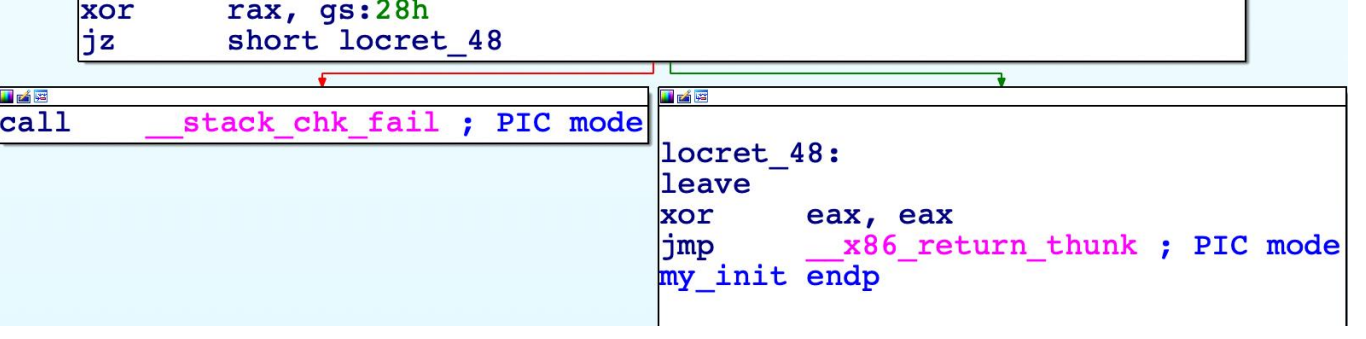 xor     rax, gs:28h
jz      short locret_48
call    __stack_chk_fail ; PIC mode
locret_48:
leave
xor     eax, eax
jmp     __x86_return_thunk ; PIC mode
my_init endp